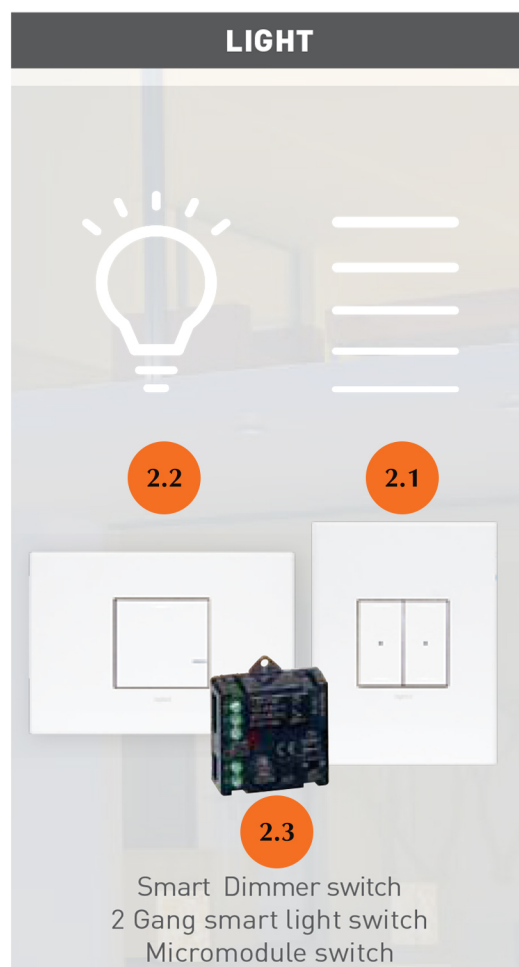 LIGHT
2.2
2.1
2.3
Smart Dimmer switch
2 Gang smart light switch
Micromodule switch